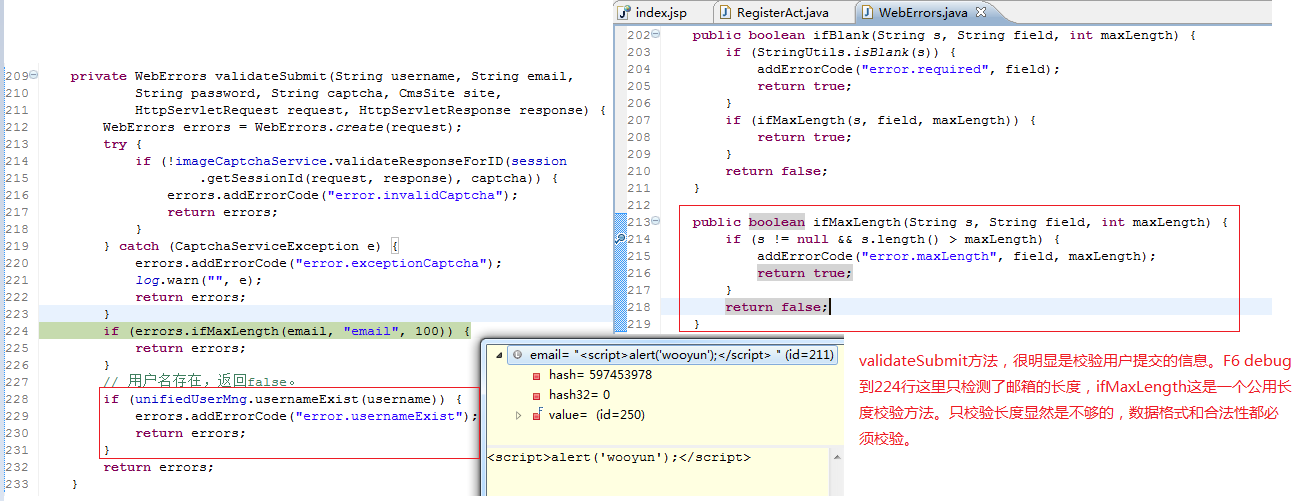 209 private WebErrors validateSubmit(String username, String email,
210 String password, String captcha, CmsSite site,
211 HttpServletRequest request, HttpServletResponse response) {
212 WebErrors errors = WebErrors.create(request);
213 try {
214 if (!imageCaptchaService.validateResponseForID(session
215 .getSessionId(request, response), captcha)) {
216 errors.addErrorCode("error.invalidCaptcha");
217 return errors;
218 }
219 } catch (CaptchaServiceException e) {
220 errors.addErrorCode("error.exceptionCaptcha");
221 log.warn("", e);
222 return errors;
223 }
224 if (errors.ifMaxLength(email, "email", 100)) {
225 return errors;
226 }
227 // 用户名存在，返回false。
228 if (unifiedUserMng.usernameExist(username)) {
229 errors.addErrorCode("error.usernameExist");
230 return errors;
231 }
232 return errors;
233 }
index.jsp RegisterAct.java WebErrors.java
202 public boolean ifBlank(String s, String field, int maxLength) {
203 if (StringUtils.isBlank(s)) {
204 addErrorCode("error.required", field);
205 return true;
206 }
207 if (ifMaxLength(s, field, maxLength)) {
208 return true;
209 }
210 return false;
211 }
212
213 public boolean ifMaxLength(String s, String field, int maxLength) {
214 if (s != null && s.length() > maxLength) {
215 addErrorCode("error.maxLength", field, maxLength);
216 return true;
217 }
218 return false;
219 }
email= "<script>alert('wooyun');</script> " (id=211)
hash= 597453978
hash32= 0
value= (id=250)
<script>alert('wooyun');</script>
validateSubmit方法，很明显是校验用户提交的信息。F6 debug
到224行这里只检测了邮箱的长度，ifMaxLength这是一个公用长
度校验方法。只校验长度显然是不够的，数据格式和合法性都必
须校验。